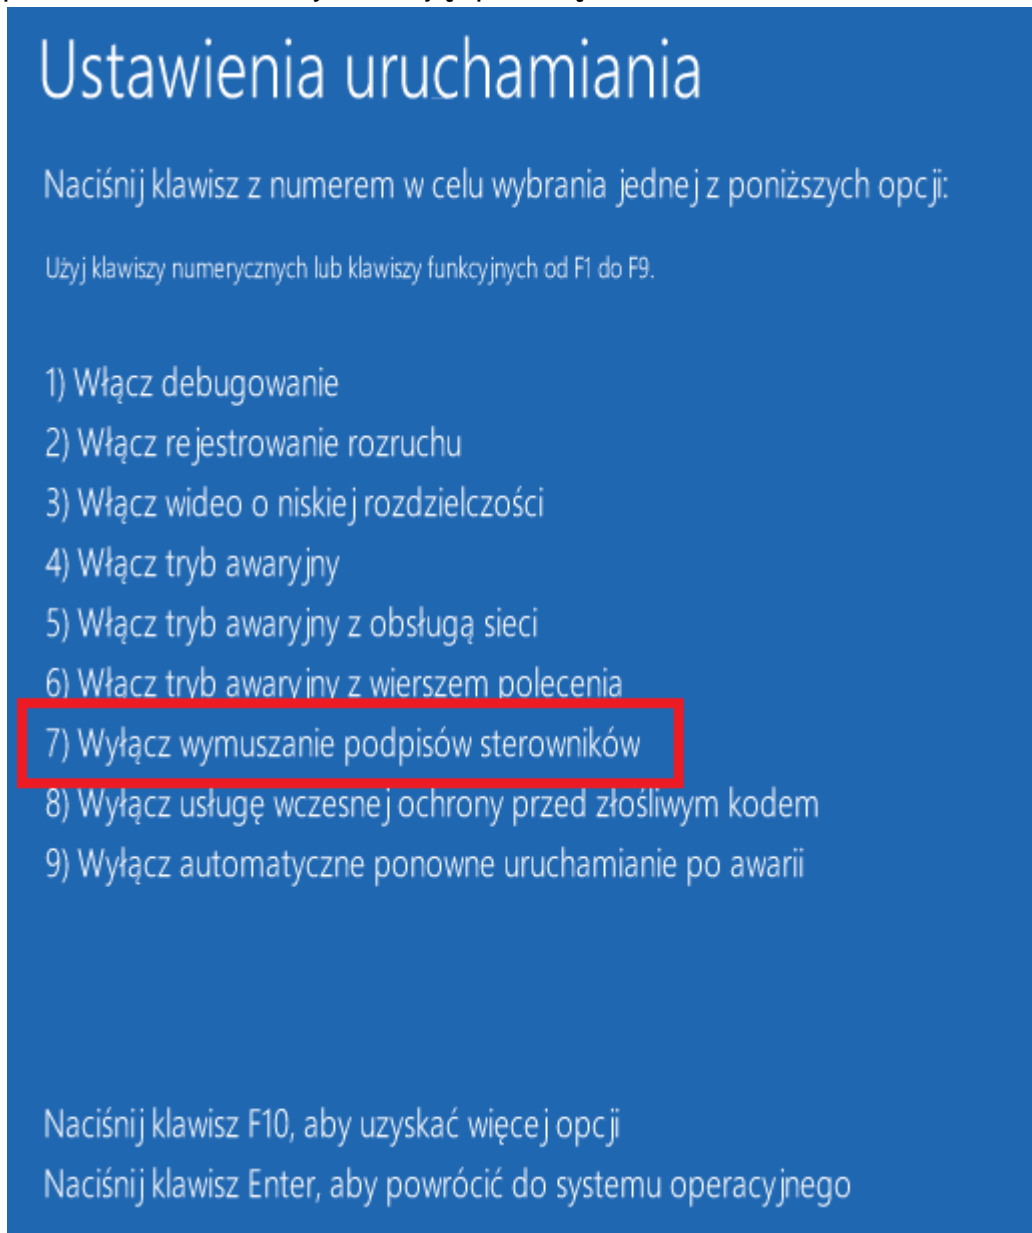 Ustawienia uruchamiania
Naciśnij klawisz z numerem w celu wybrania jednej z poniższych opcji:
Użyj klawiszy numerycznych lub klawiszy funkcyjnych od F1 do F9.
1) Włącz debugowanie
2) Włącz rejestrowanie rozruchu
3) Włącz wideo o niskiej rozdzielczości
4) Włącz tryb awaryjny
5) Włącz tryb awaryjny z obsługą sieci
6) Włącz tryb awaryjny z wierszem polecenia
7) Wyłącz wymuszanie podpisów sterowników
8) Wyłącz usługę wczesnej ochrony przed złośliwym kodem
9) Wyłącz automatyczne ponowne uruchamianie po awarii
Naciśnij klawisz F10, aby uzyskać więcej opcji
Naciśnij klawisz Enter, aby powrócić do systemu operacyjnego